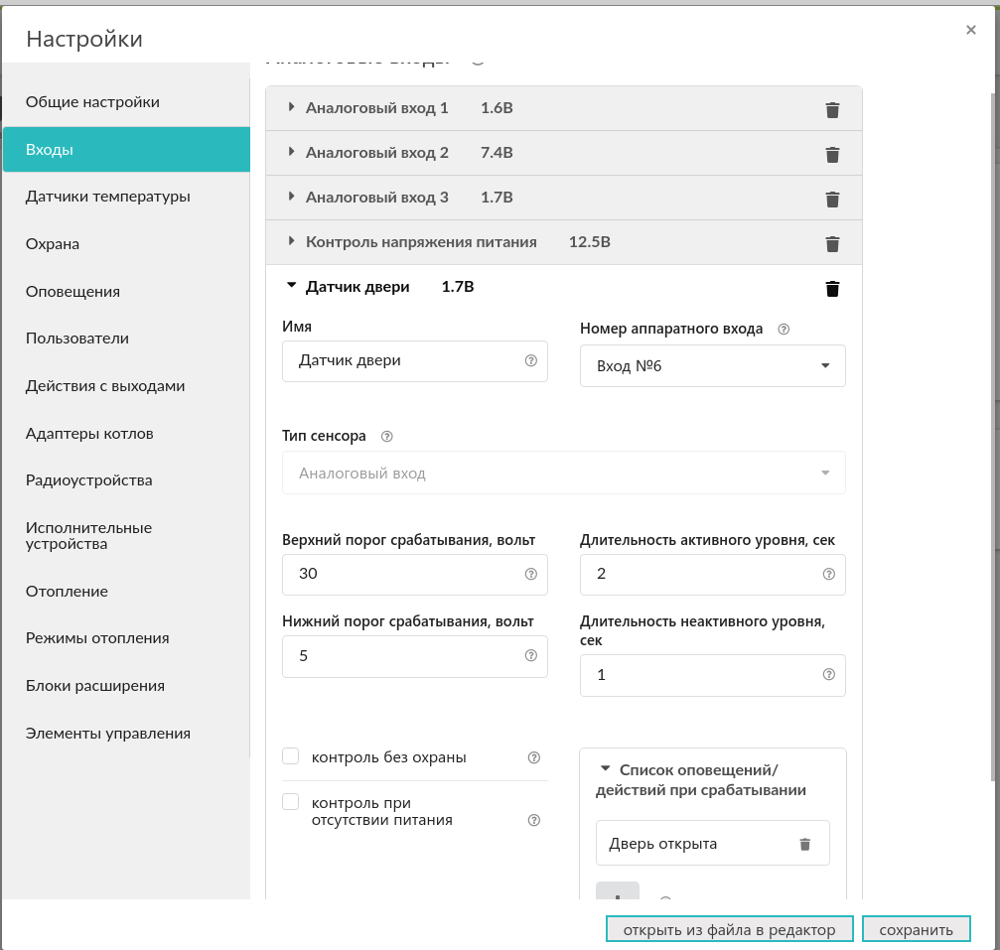 Настройки
×
Общие настройки
Входы
Датчики температуры
Охрана
Оповещения
Пользователи
Действия с выходами
Адаптеры котлов
Радиоустройства
Исполнительные
устройства
Отопление
Режимы отопления
Блоки расширения
Элементы управления
Аналоговые входы
Аналоговый вход 1 1.6В
Аналоговый вход 2 7.4В
Аналоговый вход 3 1.7В
Контроль напряжения питания 12.5В
Датчик двери 1.7В
Имя
Датчик двери
Номер аппаратного входа
Вход №6
Тип сенсора
Аналоговый вход
Верхний порог срабатывания, вольт
30
Длительность активного уровня, сек
2
Нижний порог срабатывания, вольт
5
Длительность неактивного уровня,
сек
1
контроль без охраны
контроль при
отсутствии питания
Список оповещений/
действий при срабатывании
Дверь открыта
открыть из файла в редактор
сохранить